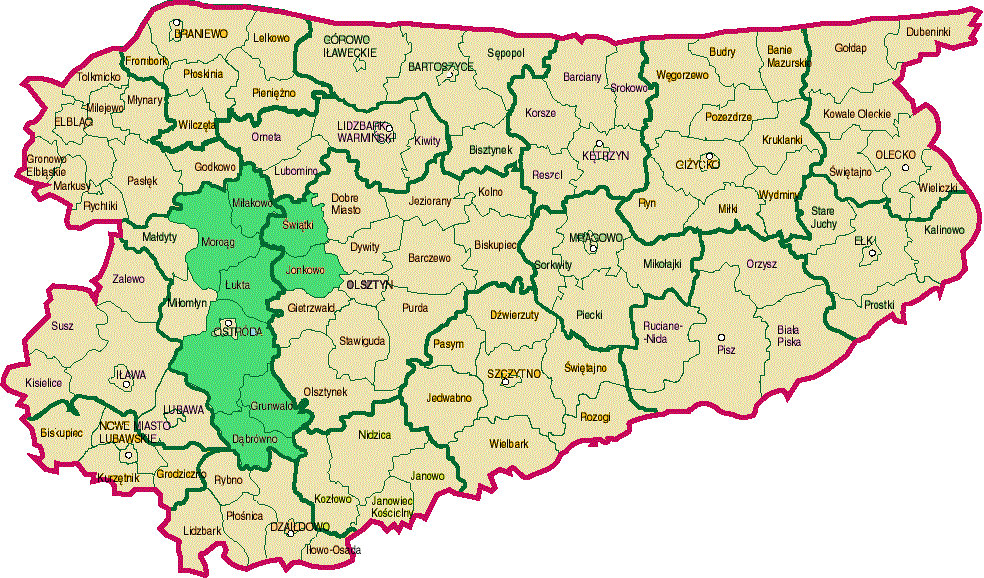 BRANIEWO
Lelkowo
GÓROWO
IŁAWECKIE
Sępopol
Budry
Banie
Mazurskie
Gołdap
Dubeninki
Frombork
Płoskinia
BARTOSZYCE
Barciany
Srokowo
Węgorzewo
Tolkmicko
Młynary
Milejewo
Pieniężno
Korsze
Pozezdrze
Kowale Oleckie
ELBLĄG
Wilczęta
Orneta
LIDZBARK
WARMIŃSKI
Kiwity
Bisztynek
KĘTRZYN
Kruklanki
GIŻYCKO
OLECKO
Gronowo
Elbląskie
Markusy
Pasłęk
Godkowo
Lubomino
Reszel
Świętajno
Wieliczki
Rychliki
Miłakowo
Dobre
Miasto
Jeziorany
Kolno
Ryn
Miłki
Wydminy
Stare
Juchy
Kalinowo
Małdyty
Morąg
Świątki
Dywity
Barczewo
Biskupiec
MRĄGOWO
EŁK
Zalewo
Jonkowo
OLSZTYN
Sorkwity
Mikołajki
Orzysz
Miłomłyn
Łukta
Gietrzwałd
Purda
Dźwierzuty
Piecki
Prostki
Susz
OSTRÓDA
Stawiguda
Pasym
Ruciane-
Nida
Pisz
Biała
Piska
Kisielice
IŁAWA
SZCZYTNO
Świętajno
LUBAWA
Grunwald
Olsztynek
Jedwabno
Rozogi
Biskupiec
NOWE MIASTO
LUBAWSKIE
Dąbrówno
Nidzica
Wielbark
Kurzętnik
Grodziczno
Rybno
Janowo
Kozłowo
Janowiec
Kościelny
Lidzbark
Płośnica
DZIAŁDOWO
Iłowo-Osada